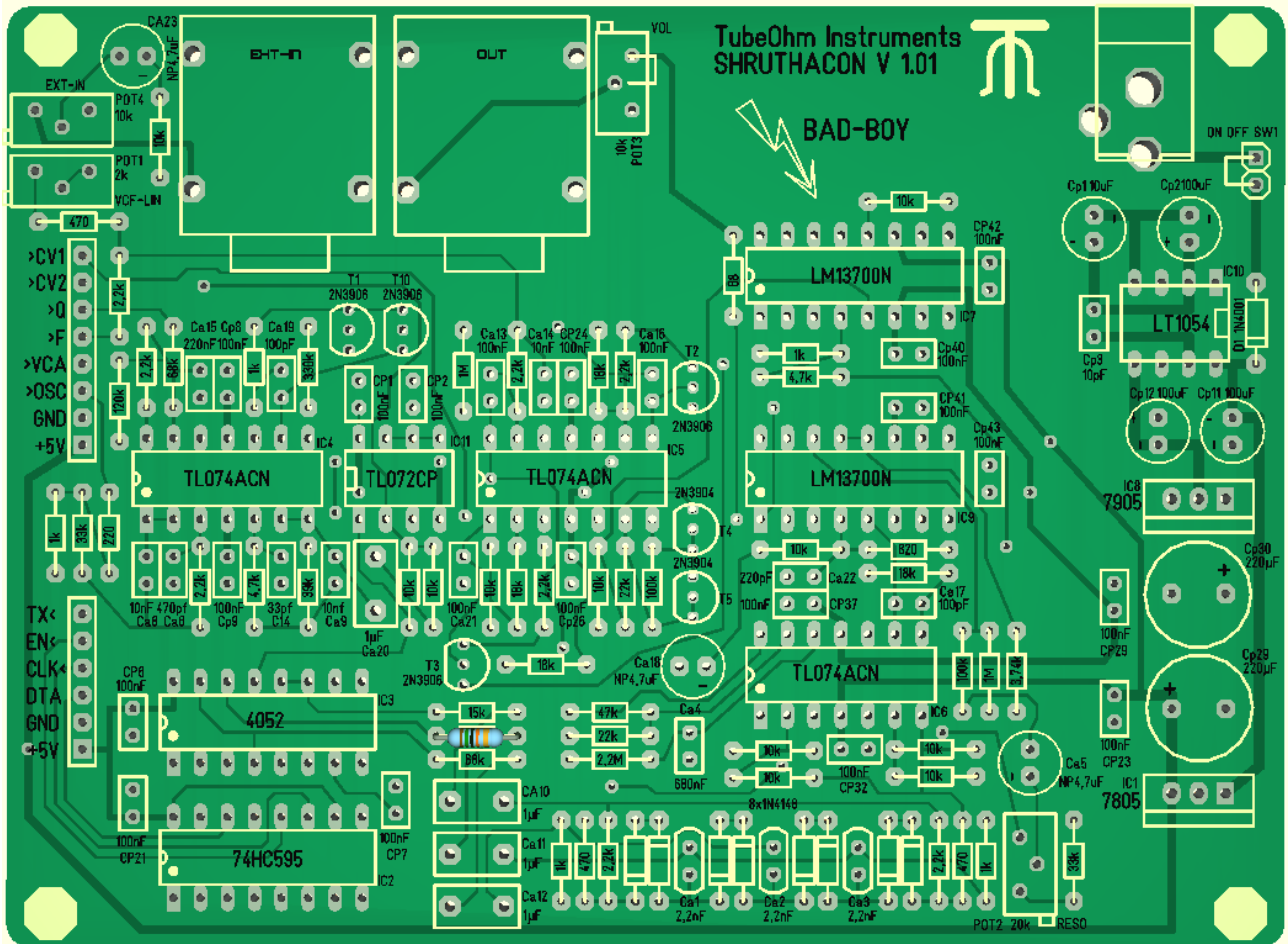 TubeOhm Instruments
SHRUTHACON V 1.01
BAD-BOY
CA23
NP4,7uF
EXT-IN
OUT
VOL
10k
POT3
EXT-IN
POT4
10k
10k
POT1
2k
VCF-LIN
470
ON OFF SW1
Cp1 10uF
Cp2 100uF
10k
CP42
100nF
>CV1
>CV2
>Q
>F
>VCA
>OSC
GND
+5V
2,2k
120k
T1
2N3906
T10
2N3906
LM13700N
IC7
IC10
LT1054
D1 1N4001
Cp9
10pF
2,2k
68k
Ca15
220nF
Cp8
100nF
1k
Ca19
100pF
330k
CP1
100nF
CP2
100nF
1M
Ca13
100nF
2,2k
Ca14
10nF
CP24
100nF
18k
2,2k
Ca16
100nF
T2
2N3906
1k
4,7k
Cp40
100nF
CP41
100nF
Cp43
100nF
Cp12 100uF
Cp11 100uF
TL074ACN
IC4
TL072CP
IC11
TL074ACN
IC5
LM13700N
IC9
IC8
7905
2N3904
T4
2N3904
T5
1k
33k
220
10nF
Ca6
470pf
Ca8
2,2k
100nF
Cp9
4,7k
33pf
C14
39k
10nf
Ca9
1µF
Ca20
10k
10k
100pF
Ca21
10k
18k
2,2k
100nF
Cp26
10k
22k
100k
10k
820
18k
220pF
Ca22
100nF
CP37
Ca17
100pF
Cp30
220µF
100nF
CP29
TX<
EN<
CLK<
DTA
GND
+5V
T3
2N3906
18k
Ca18
NP4,7uF
TL074ACN
IC6
100k
1M
3,74k
Cp29
220µF
100nF
CP23
CP6
100nF
4052
IC3
15k
68k
47k
22k
2,2M
Ca4
680nF
10k
10k
100nF
CP32
10k
10k
Ca5
NP4,7uF
IC1
7805
100nF
CP21
74HC595
IC2
100nF
CP7
CA10
1µF
Ca11
1µF
Ca12
1µF
8x1N4148
1k
470
2,2k
Ca1
2,2nF
Ca2
2,2nF
Ca3
2,2nF
2,2k
470
1k
POT2 20k
RESO
33k